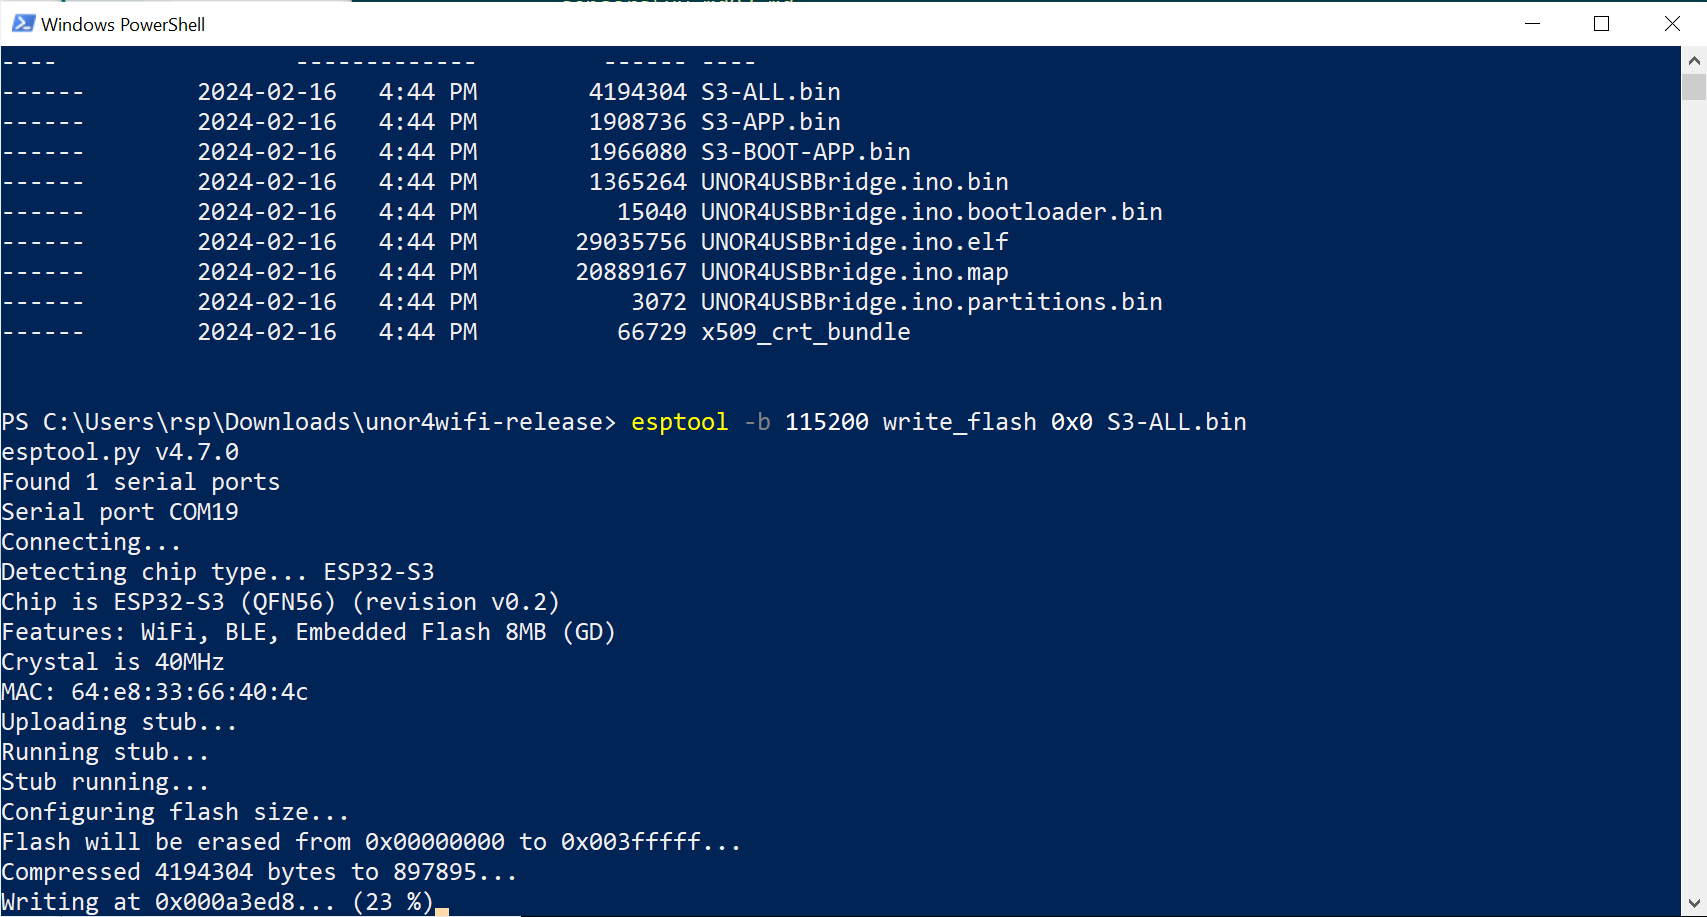 Windows PowerShell
---- ------------- ------ ----
------ 2024-02-16 4:44 PM 4194304 S3-ALL.bin
------ 2024-02-16 4:44 PM 1908736 S3-APP.bin
------ 2024-02-16 4:44 PM 1966080 S3-BOOT-APP.bin
------ 2024-02-16 4:44 PM 1365264 UNOR4USBBridge.ino.bin
------ 2024-02-16 4:44 PM 15040 UNOR4USBBridge.ino.bootloader.bin
------ 2024-02-16 4:44 PM 29035756 UNOR4USBBridge.ino.elf
------ 2024-02-16 4:44 PM 20889167 UNOR4USBBridge.ino.map
------ 2024-02-16 4:44 PM 3072 UNOR4USBBridge.ino.partitions.bin
------ 2024-02-16 4:44 PM 66729 x509_crt_bundle
PS C:\Users\rsp\Downloads\unor4wifi-release> esptool -b 115200 write_flash 0x0 S3-ALL.bin
esptool.py v4.7.0
Found 1 serial ports
Serial port COM19
Connecting...
Detecting chip type... ESP32-S3
Chip is ESP32-S3 (QFN56) (revision v0.2)
Features: WiFi, BLE, Embedded Flash 8MB (GD)
Crystal is 40MHz
MAC: 64:e8:33:66:40:4c
Uploading stub...
Running stub...
Stub running...
Configuring flash size...
Flash will be erased from 0x00000000 to 0x003fffff...
Compressed 4194304 bytes to 897895...
Writing at 0x000a3ed8... (23 %)